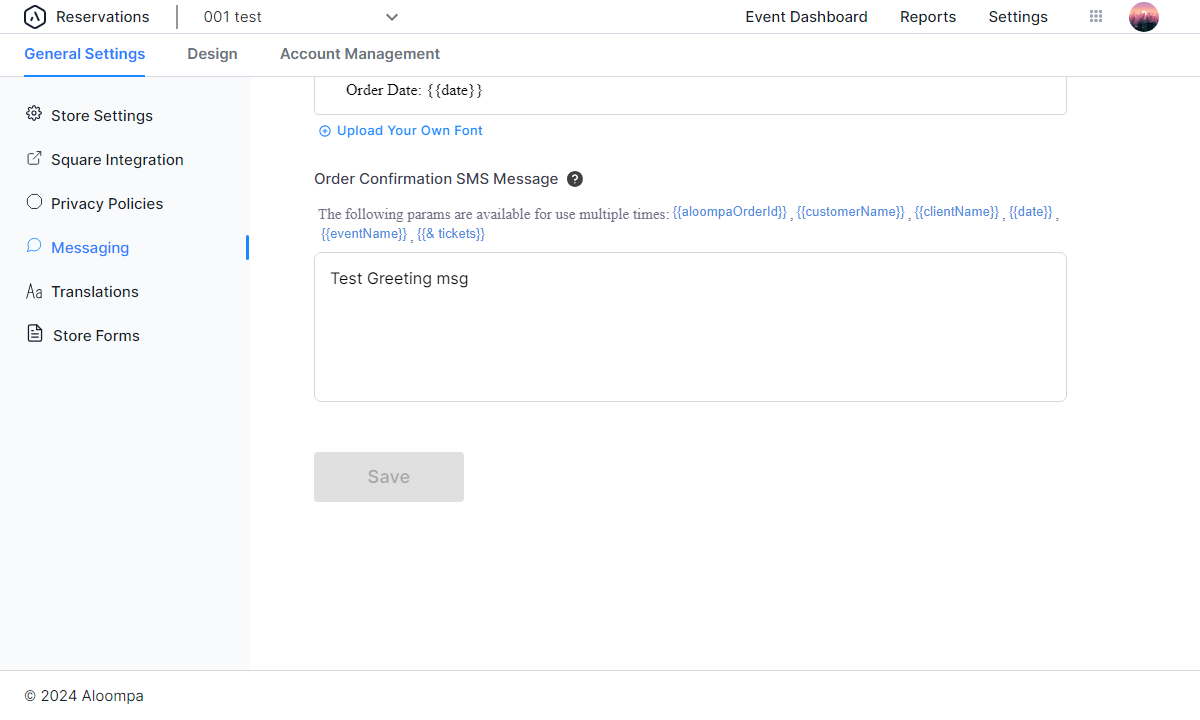 Reservations
001 test
Event Dashboard
Reports
Settings
General Settings
Design
Account Management
Store Settings
Square Integration
Privacy Policies
Messaging
Aa Translations
Store Forms
Order Date: {{date}}
Upload Your Own Font
Order Confirmation SMS Message ?
The following params are available for use multiple times: {{aloompaOrderId}} , {{customerName}} , {{clientName}} , {{date}} ,
{{eventName}} , {{& tickets}}
Test Greeting msg
Save
© 2024 Aloompa